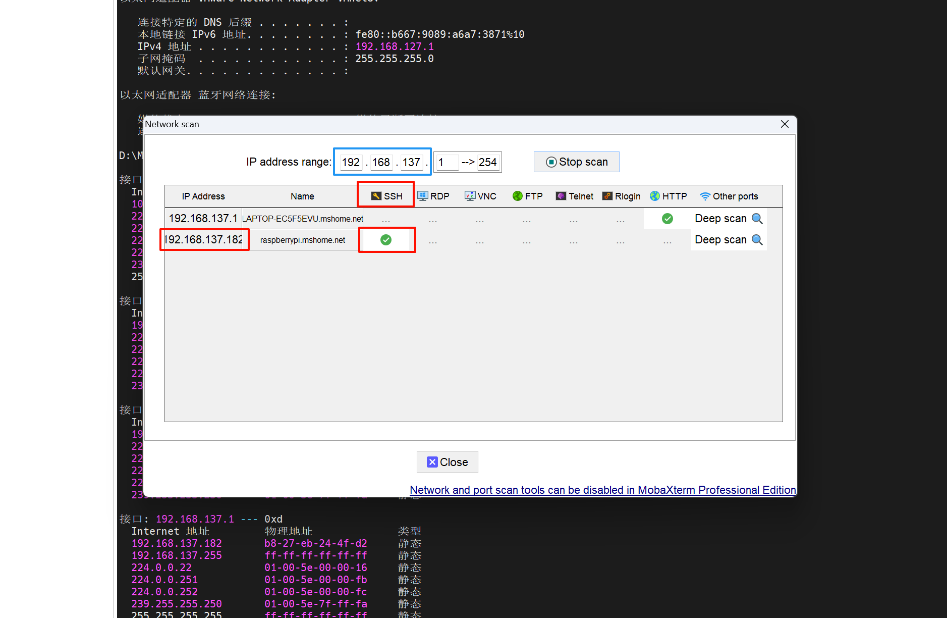 连接特定的 DNS 后缀 . . . . . . . :
本地链接 IPv6 地址. . . . . . . . : fe80::b667:9089:a6a7:3871%10
IPv4 地址 . . . . . . . . . . . . : 192.168.127.1
子网掩码 . . . . . . . . . . . . : 255.255.255.0
默认网关. . . . . . . . . . . . . :
以太网适配器 蓝牙网络连接:
Network scan
IP address range: 192 . 168 . 137 . 1 --> 254 Stop scan
D:\M
接口
IP Address Name SSH RDP VNC FTP Telnet Rlogin HTTP Other ports
In
10
192.168.137.1 LAPTOP-EC5F5EVU.mshome.net ... ... ... ... ... ... Deep scan
22
22
192.168.137.182 raspberrypi.mshome.net ... ... ... ... ... ... Deep scan
22
22
23
25
接口
In
19
22
22
22
22
23
接口
In
19
22
22
22
22
Close
Network and port scan tools can be disabled in MobaXterm Professional Edition
接口: 192.168.137.1 --- 0xd
Internet 地址 物理地址 类型
192.168.137.182 b8-27-eb-24-4f-d2 静态
192.168.137.255 ff-ff-ff-ff-ff-ff 静态
224.0.0.22 01-00-5e-00-00-16 静态
224.0.0.251 01-00-5e-00-00-fb 静态
224.0.0.252 01-00-5e-00-00-fc 静态
239.255.255.250 01-00-5e-7f-ff-fa 静态
255.255.255.255 ff-ff-ff-ff-ff-ff 静态